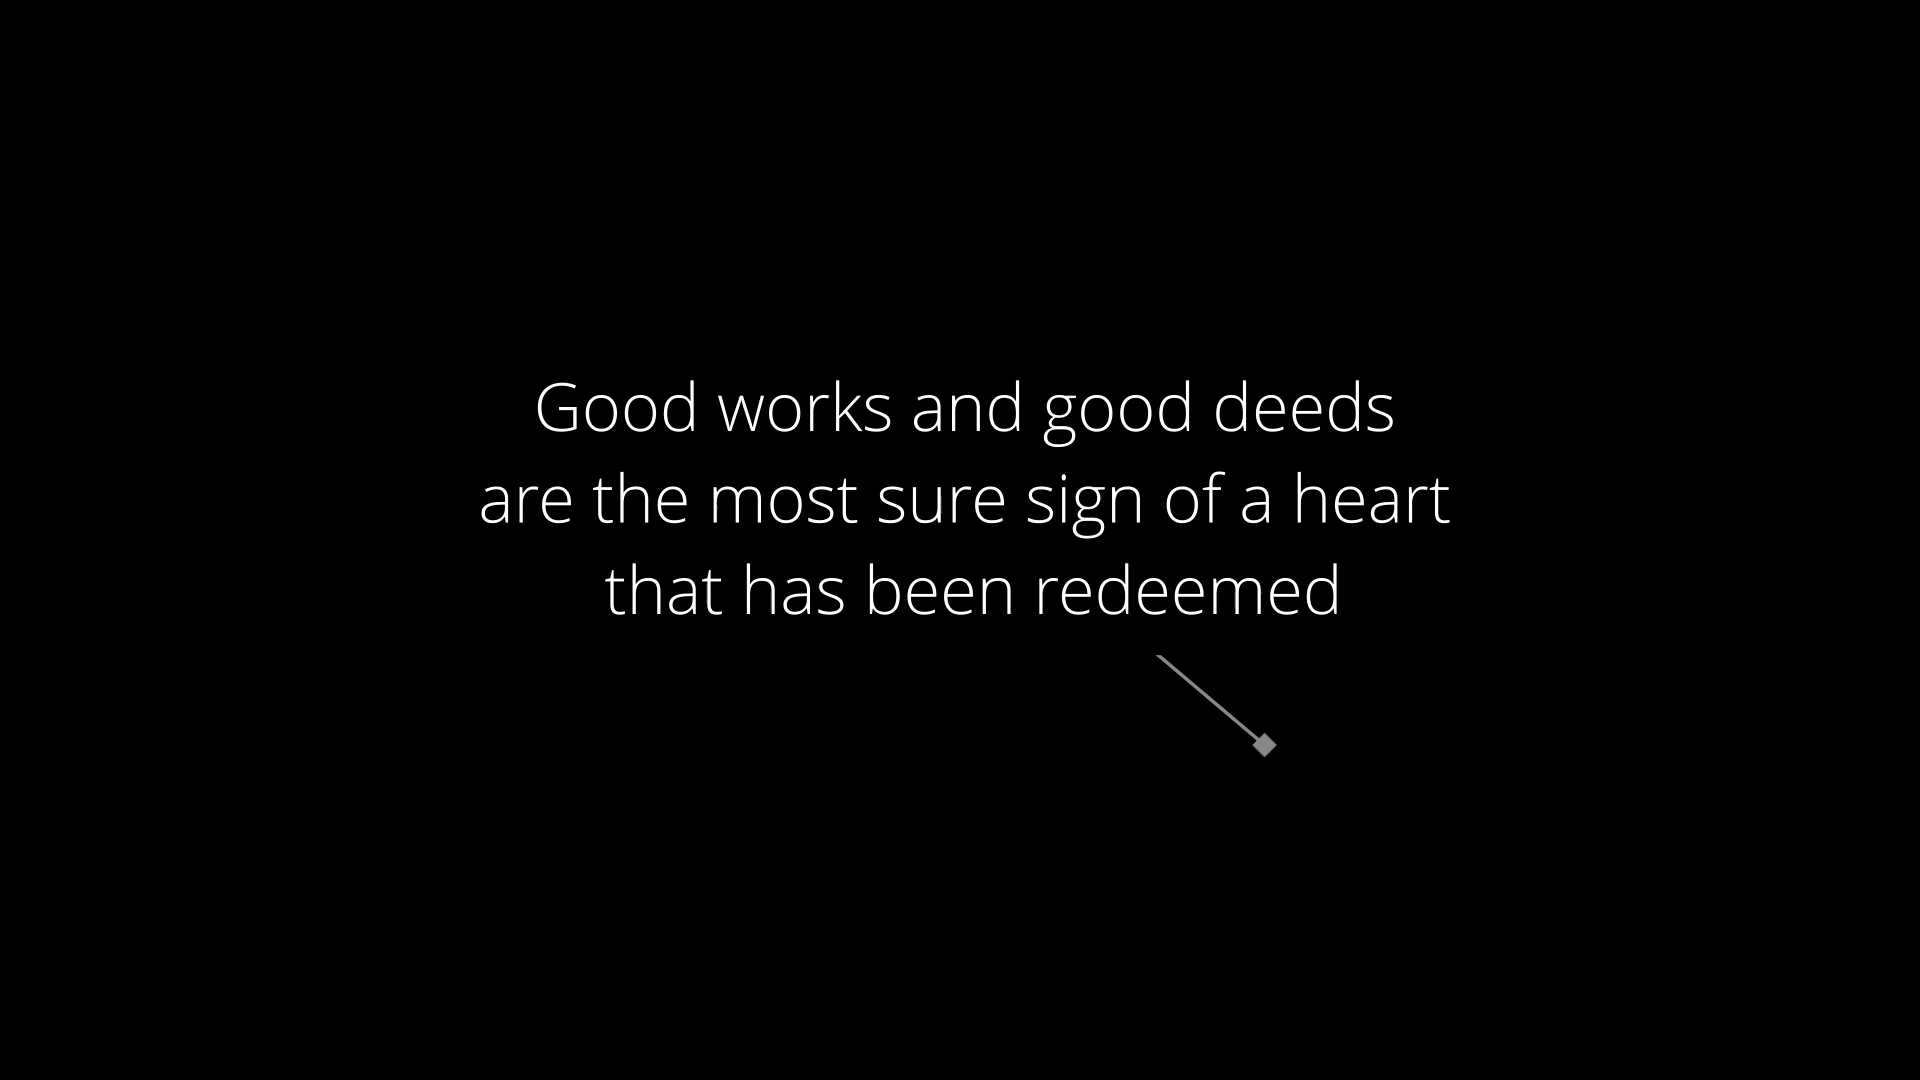 Good works and good deeds
are the most sure sign of a heart
that has been redeemed